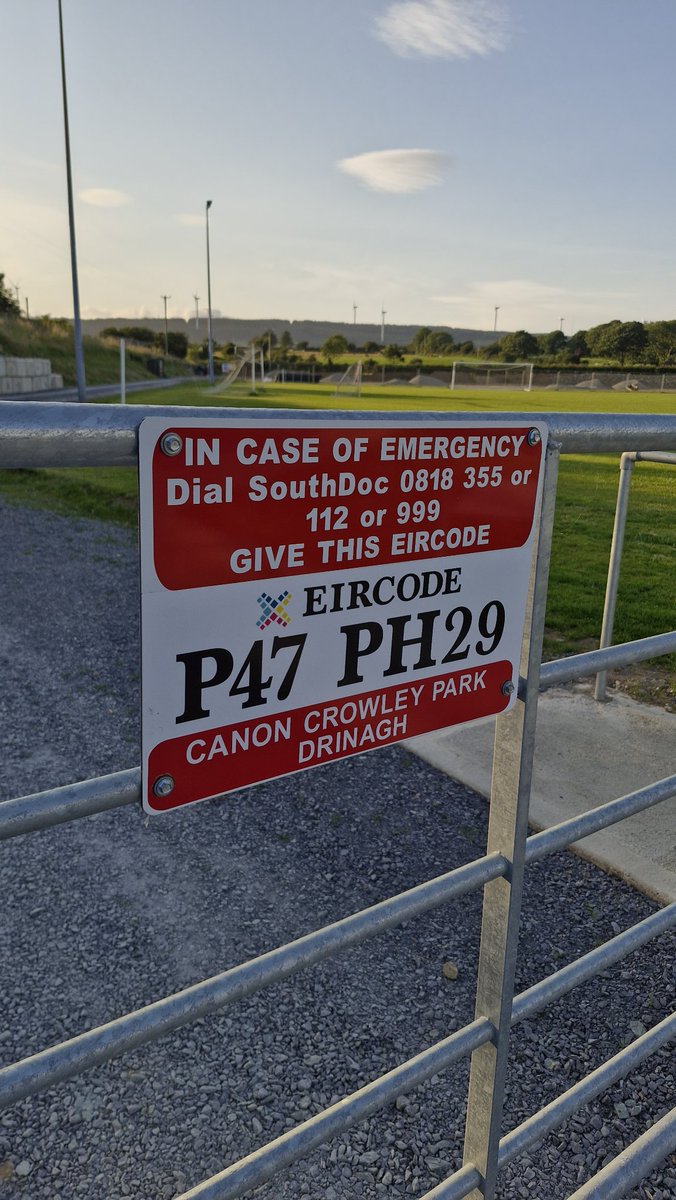 IN CASE OF EMERGENCY
Dial SouthDoc 0818 355 or
112 or 999
GIVE THIS EIRCODE
EIRCODE
P47 PH29
CANON CROWLEY PARK
DRINAGH